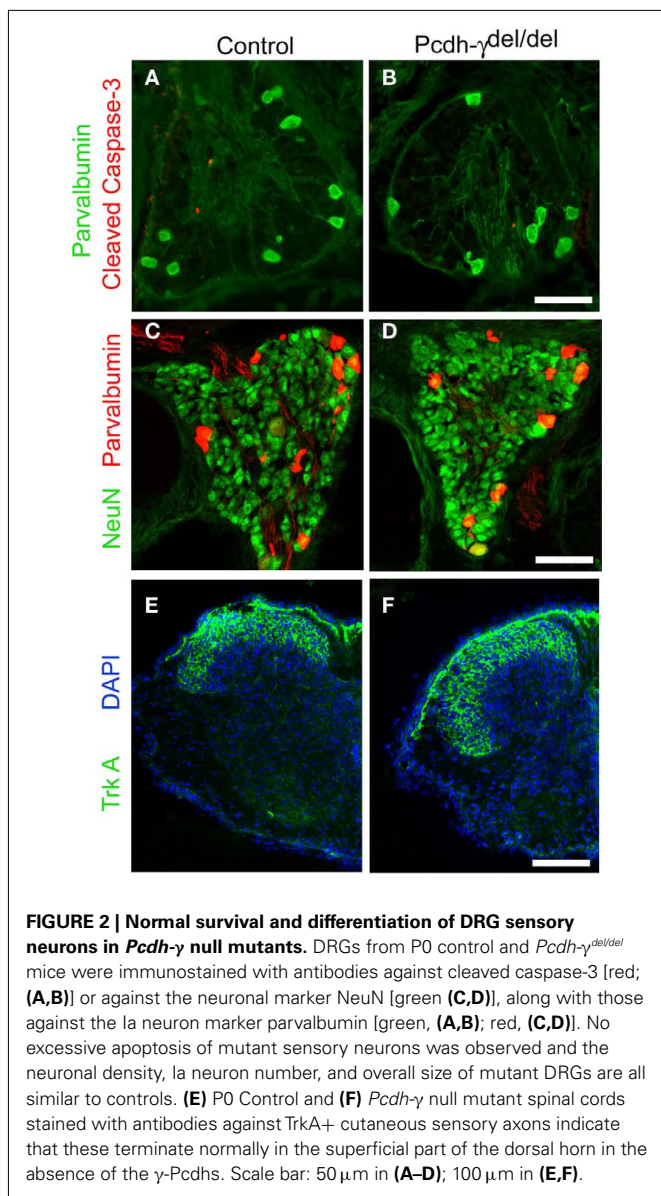 Control
Pcdh-γdel/del
A
B
Parvalbumin
Cleaved Caspase-3
C
D
NeuN Parvalbumin
E
F
Trk A DAPI
FIGURE 2 | Normal survival and differentiation of DRG sensory
neurons in Pcdh-γ null mutants. DRGs from P0 control and Pcdh-γdel/del
mice were immunostained with antibodies against cleaved caspase-3 [red;
(A,B)] or against the neuronal marker NeuN [green (C,D)], along with those
against the Ia neuron marker parvalbumin [green, (A,B); red, (C,D)]. No
excessive apoptosis of mutant sensory neurons was observed and the
neuronal density, Ia neuron number, and overall size of mutant DRGs are all
similar to controls. (E) P0 Control and (F) Pcdh-γ null mutant spinal cords
stained with antibodies against TrkA+ cutaneous sensory axons indicate
that these terminate normally in the superficial part of the dorsal horn in the
absence of the γ-Pcdhs. Scale bar: 50 μm in (A–D); 100 μm in (E,F).